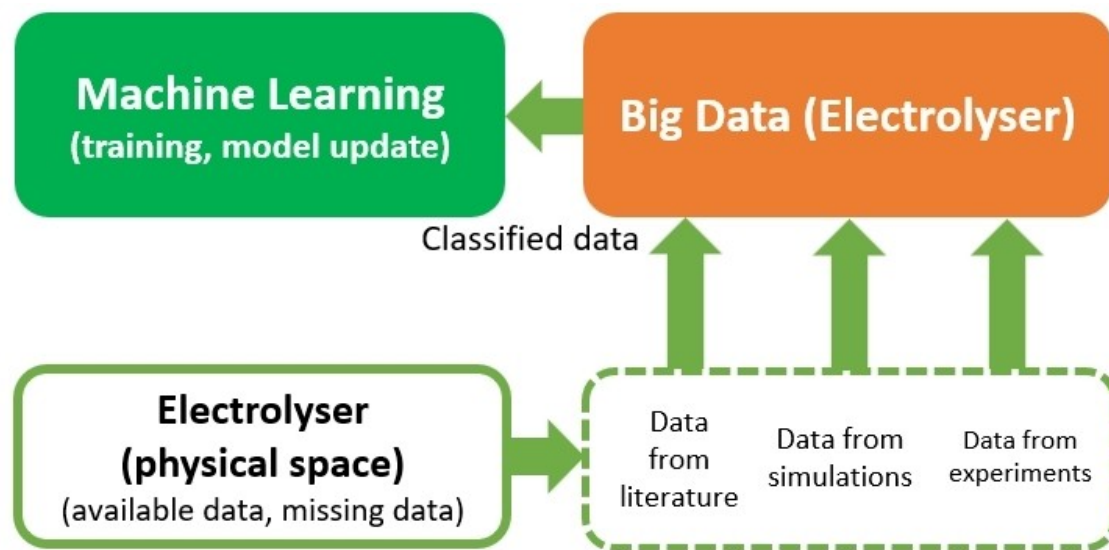 Machine Learning
(training, model update)
Big Data (Electrolyser)
Classified data
Electrolyser
(physical space)
(available data, missing data)
Data
from
literature
Data from
simulations
Data from
experiments